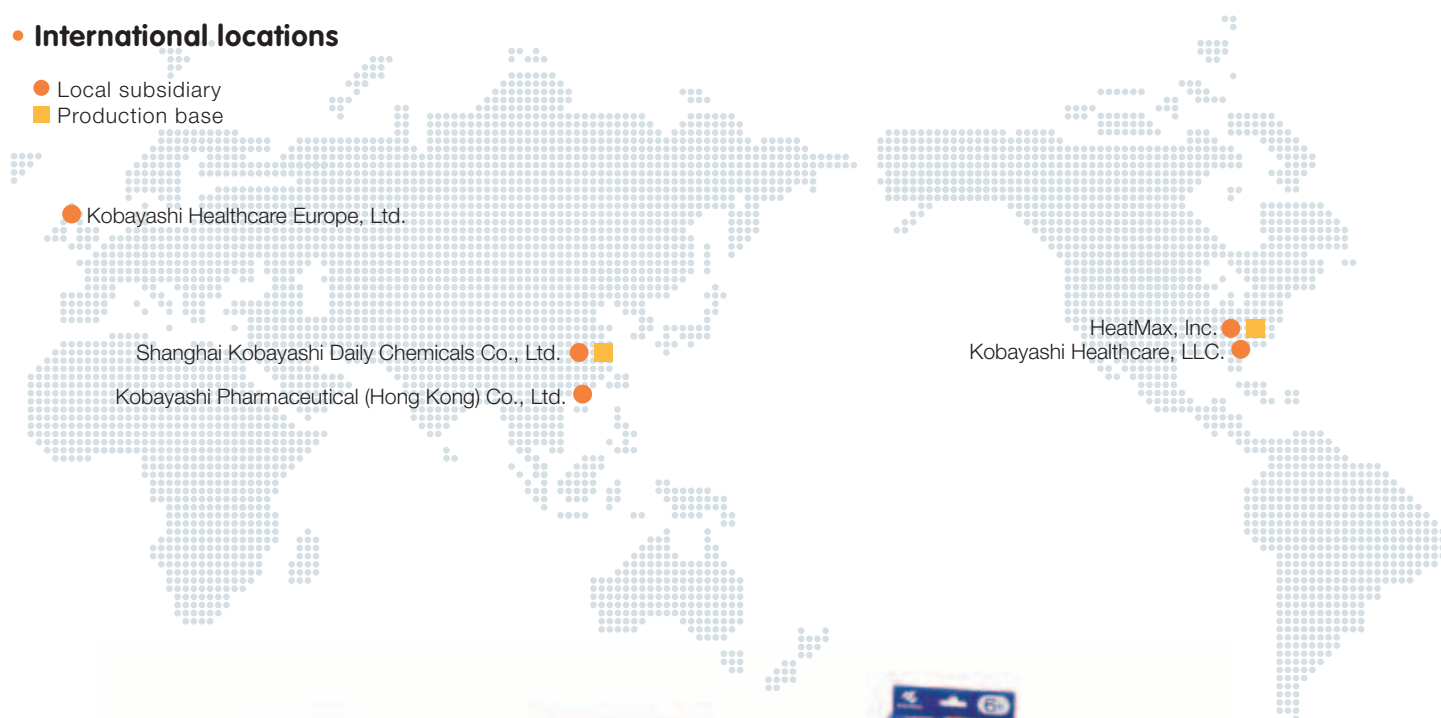 • International locations
Local subsidiary
Production base
Kobayashi Healthcare Europe, Ltd.
HeatMax, Inc.
Kobayashi Healthcare, LLC.
Shanghai Kobayashi Daily Chemicals Co., Ltd.
Kobayashi Pharmaceutical (Hong Kong) Co., Ltd.